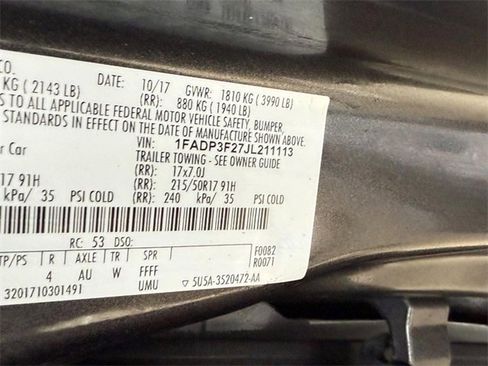 CO.
KG ( 2143 LB)
DATE: 10/17 GVWR: 1810 KG ( 3990 LB)
(RR): 880 KG ( 1940 LB)
S TO ALL APPLICABLE FEDERAL MOTOR VEHICLE SAFETY, BUMPER,
STANDARDS IN EFFECT ON THE DATE OF MANUFACTURE SHOWN ABOVE.
VIN: 1FADP3F27JL211113
r Car TRAILER TOWING - SEE OWNER GUIDE
(RR): 17x7.0J
R17 91H (RR): 215/50R17 91H
kPa/ 35 PSI COLD (RR): 240 kPa/ 35 PSI COLD
RC: 53 DSO: F0082
R0071
TP/PS R AXLE TR SPR
4 AU W FFFF
UMU ▽ 5U5A-3520472-AA
3201710301491